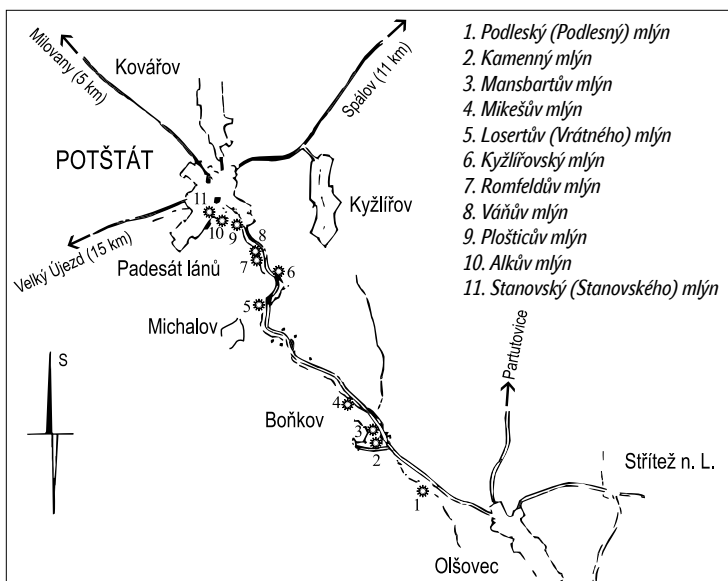 Milovany (5 km)
Kovářov
Spálov (11 km)
POTŠTÁT
Kyžlířov
Velký Újezd (15 km)
Padesát lánů
11
10
9
8
7
6
5
Michalov
S
4
Boňkov
3
2
1
Partutovice
Střítež n. L.
Olšovec
1. Podleský (Podlesný) mlýn
2. Kamenný mlýn
3. Mansbartův mlýn
4. Mikešův mlýn
5. Losertův (Vrátného) mlýn
6. Kyžlířovský mlýn
7. Romfeldův mlýn
8. Váňův mlýn
9. Plošticův mlýn
10. Alkův mlýn
11. Stanovský (Stanovského) mlýn